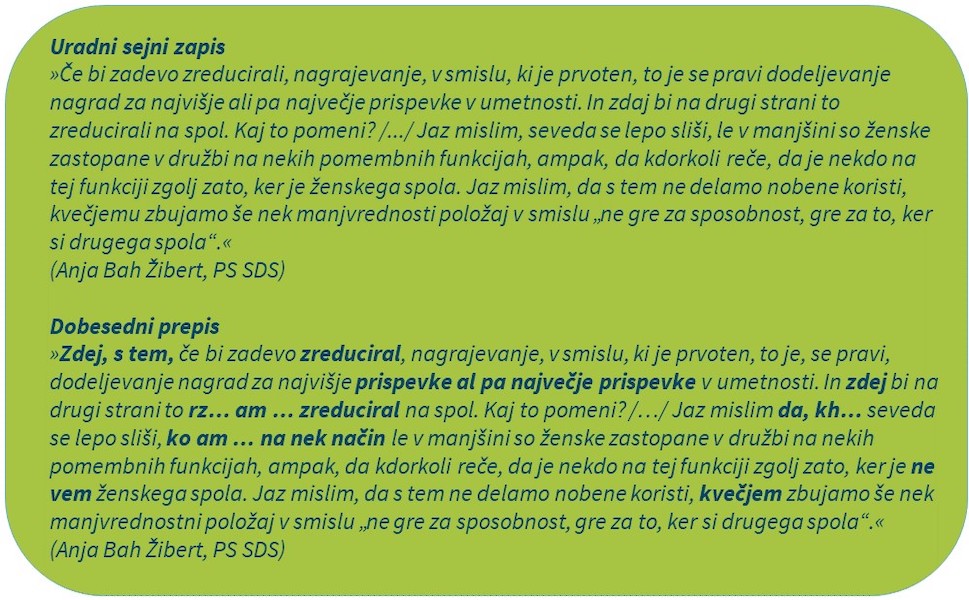 Uradni sejni zapis
»Če bi zadevo zreducirali, nagrajevanje, v smislu, ki je prvoten, to je se pravi dodeljevanje
nagrad za najvišje ali pa največje prispevke v umetnosti. In zdaj bi na drugi strani to
zreducirali na spol. Kaj to pomeni? /.../ Jaz mislim, seveda se lepo sliši, le v manjšini so ženske
zastopane v družbi na nekih pomembnih funkcijah, ampak, da kdorkoli reče, da je nekdo na
tej funkciji zgolj zato, ker je ženskega spola. Jaz mislim, da s tem ne delamo nobene koristi,
kvečjemu zbujamo še nek manjvrednosti položaj v smislu „ne gre za sposobnost, gre za to, ker
si drugega spola“.«
(Anja Bah Žibert, PS SDS)
Dobesedni prepis
»Zdej, s tem, če bi zadevo zreduciral, nagrajevanje, v smislu, ki je prvoten, to je, se pravi,
dodeljevanje nagrad za najvišje prispevke al pa največje prispevke v umetnosti. In zdej bi na
drugi strani to rz… am … zreduciral na spol. Kaj to pomeni? /…/ Jaz mislim da, kh… seveda
se lepo sliši, ko am … na nek način le v manjšini so ženske zastopane v družbi na nekih
pomembnih funkcijah, ampak, da kdorkoli reče, da je nekdo na tej funkciji zgolj zato, ker je ne
vem ženskega spola. Jaz mislim, da s tem ne delamo nobene koristi, kvečjem zbujamo še nek
manjvrednostni položaj v smislu „ne gre za sposobnost, gre za to, ker si drugega spola“.«
(Anja Bah Žibert, PS SDS)